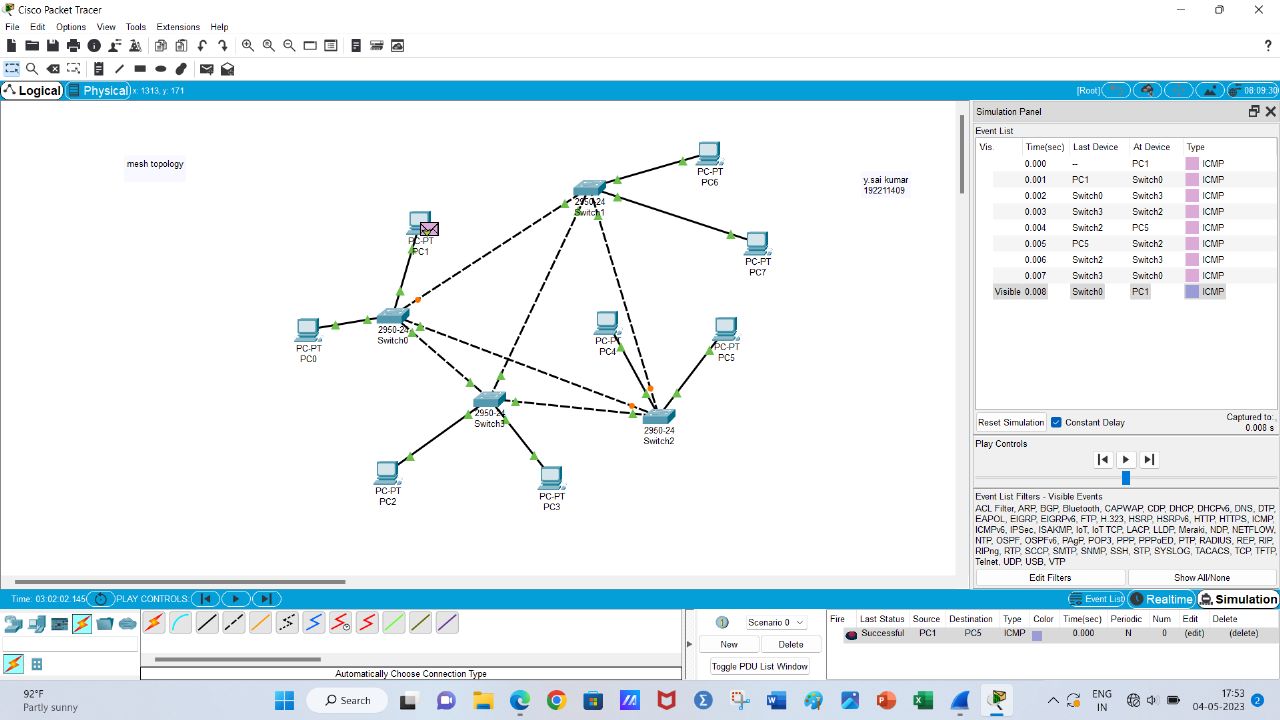 Cisco Packet Tracer
File Edit Options View Tools Extensions Help
Logical Physical x: 1313, y: 171 [Root] 08:09:30
mesh topology
y.sai kumar
192211409
PC-PT
PC6
2950-24
Switch1
PC-PT
PC1
PC-PT
PC7
2950-24
Switch0
PC-PT
PC0
PC-P
PC4
PC-PT
PC5
2950-24
Switch3
2950-24
Switch2
PC-PT
PC2
PC-PT
PC3
Simulation Panel
Event List
Vis. Time(sec) Last Device At Device Type
0.000 -- PC1 ICMP
0.001 PC1 Switch0 ICMP
0.002 Switch0 Switch3 ICMP
0.003 Switch3 Switch2 ICMP
0.004 Switch2 PC5 ICMP
0.005 PC5 Switch2 ICMP
0.006 Switch2 Switch3 ICMP
0.007 Switch3 Switch0 ICMP
Visible 0.008 Switch0 PC1 ICMP
Reset Simulation Constant Delay Captured to:
0.008 s
Play Controls
Event List Filters - Visible Events
ACL Filter, ARP, BGP, Bluetooth, CAPWAP, CDP, DHCP, DHCPv6, DNS, DTP,
EAPOL, EIGRP, EIGRPv6, FTP, H.323, HSRP, HSRPv6, HTTP, HTTPS, ICMP,
ICMPv6, IPSec, ISAKMP, IoT, IoT TCP, LACP, LLDP, Meraki, NDP, NETFLOW,
NTP, OSPF, OSPFv6, PAgP, POP3, PPP, PPPoED, PTP, RADIUS, REP, RIP,
RIPng, RTP, SCCP, SMTP, SNMP, SSH, STP, SYSLOG, TACACS, TCP, TFTP,
Telnet, UDP, USB, VTP
Edit Filters Show All/None
Time: 03:02:02.145 PLAY CONTROLS: Event List Realtime Simulation
Scenario 0
New Delete
Toggle PDU List Window
Fire Last Status Source Destination Type Color Time(sec) Periodic Num Edit Delete
Successful PC1 PC5 ICMP 0.000 N 0 (edit) (delete)
Automatically Choose Connection Type
92°F
Partly sunny
Search
ENG
IN
17:53
04-05-2023
2